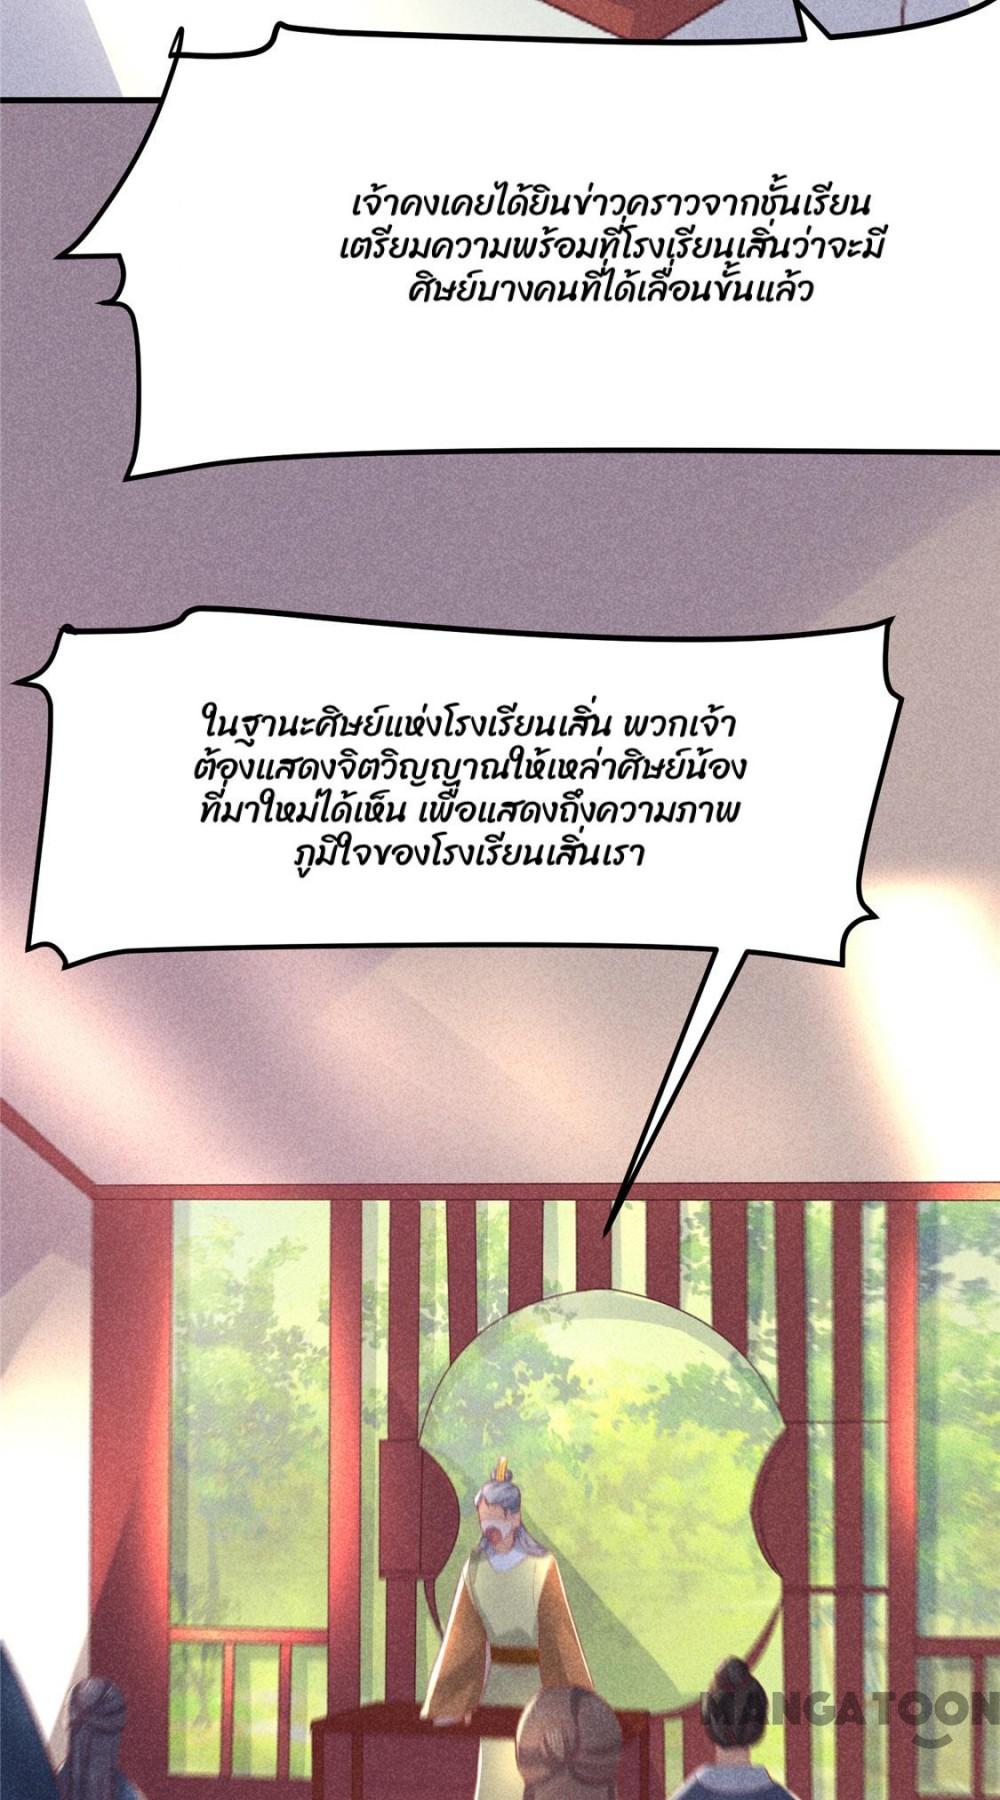 เจ้าคงเคยได้ยินข่าวคราวจากชั้นเรียน
เตรียมความพร้อมที่โรงเรียนเสิ่นว่าจะมี
ศิษย์บางคนที่ได้เลื่อนขั้นแล้ว
ในฐานะศิษย์แห่งโรงเรียนเสิ่น พวกเจ้า
ต้องแสดงจิตวิญญาณให้เหล่าศิษย์น้อง
ที่มาใหม่ได้เห็น เพื่อแสดงถึงความภาพ
ภูมิใจของโรงเรียนเสิ่นเรา
MANGATOON